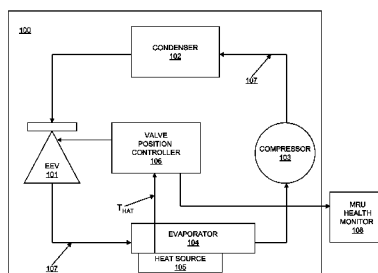 100
CONDENSER
102
107
VALVE
POSITION
CONTROLLER
106
COMPRESSOR
103
EEV
101
THAT
MRU
HEALTH
MONITOR
108
EVAPORATOR
104
HEAT SOURCE
105
107